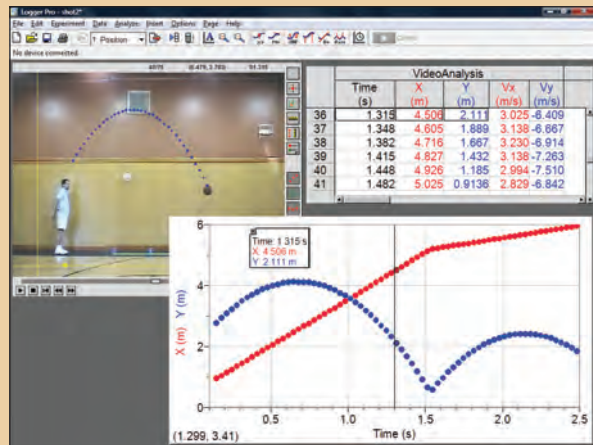 Logger Pro - shot2*
File Edit Experiment Data Analyze Insert Options Page Help
↑ Position
No device connected.
VideoAnalysis
Time X Y Vx Vy
(s) (m) (m) (m/s) (m/s)
36 1.315 4.506 2.111 3.025 -6.409
37 1.348 4.605 1.889 3.138 -6.667
38 1.382 4.716 1.667 3.230 -6.914
39 1.415 4.827 1.432 3.138 -7.263
40 1.448 4.926 1.185 2.994 -7.510
41 1.482 5.025 0.9136 2.829 -6.842
Time: 1.315 s
X: 4.506 m
Y: 2.111 m
X (m) Y (m)
6
4
2
0
0.5 1.0 1.5 2.0 2.5
Time (s)
(1.299, 3.41)